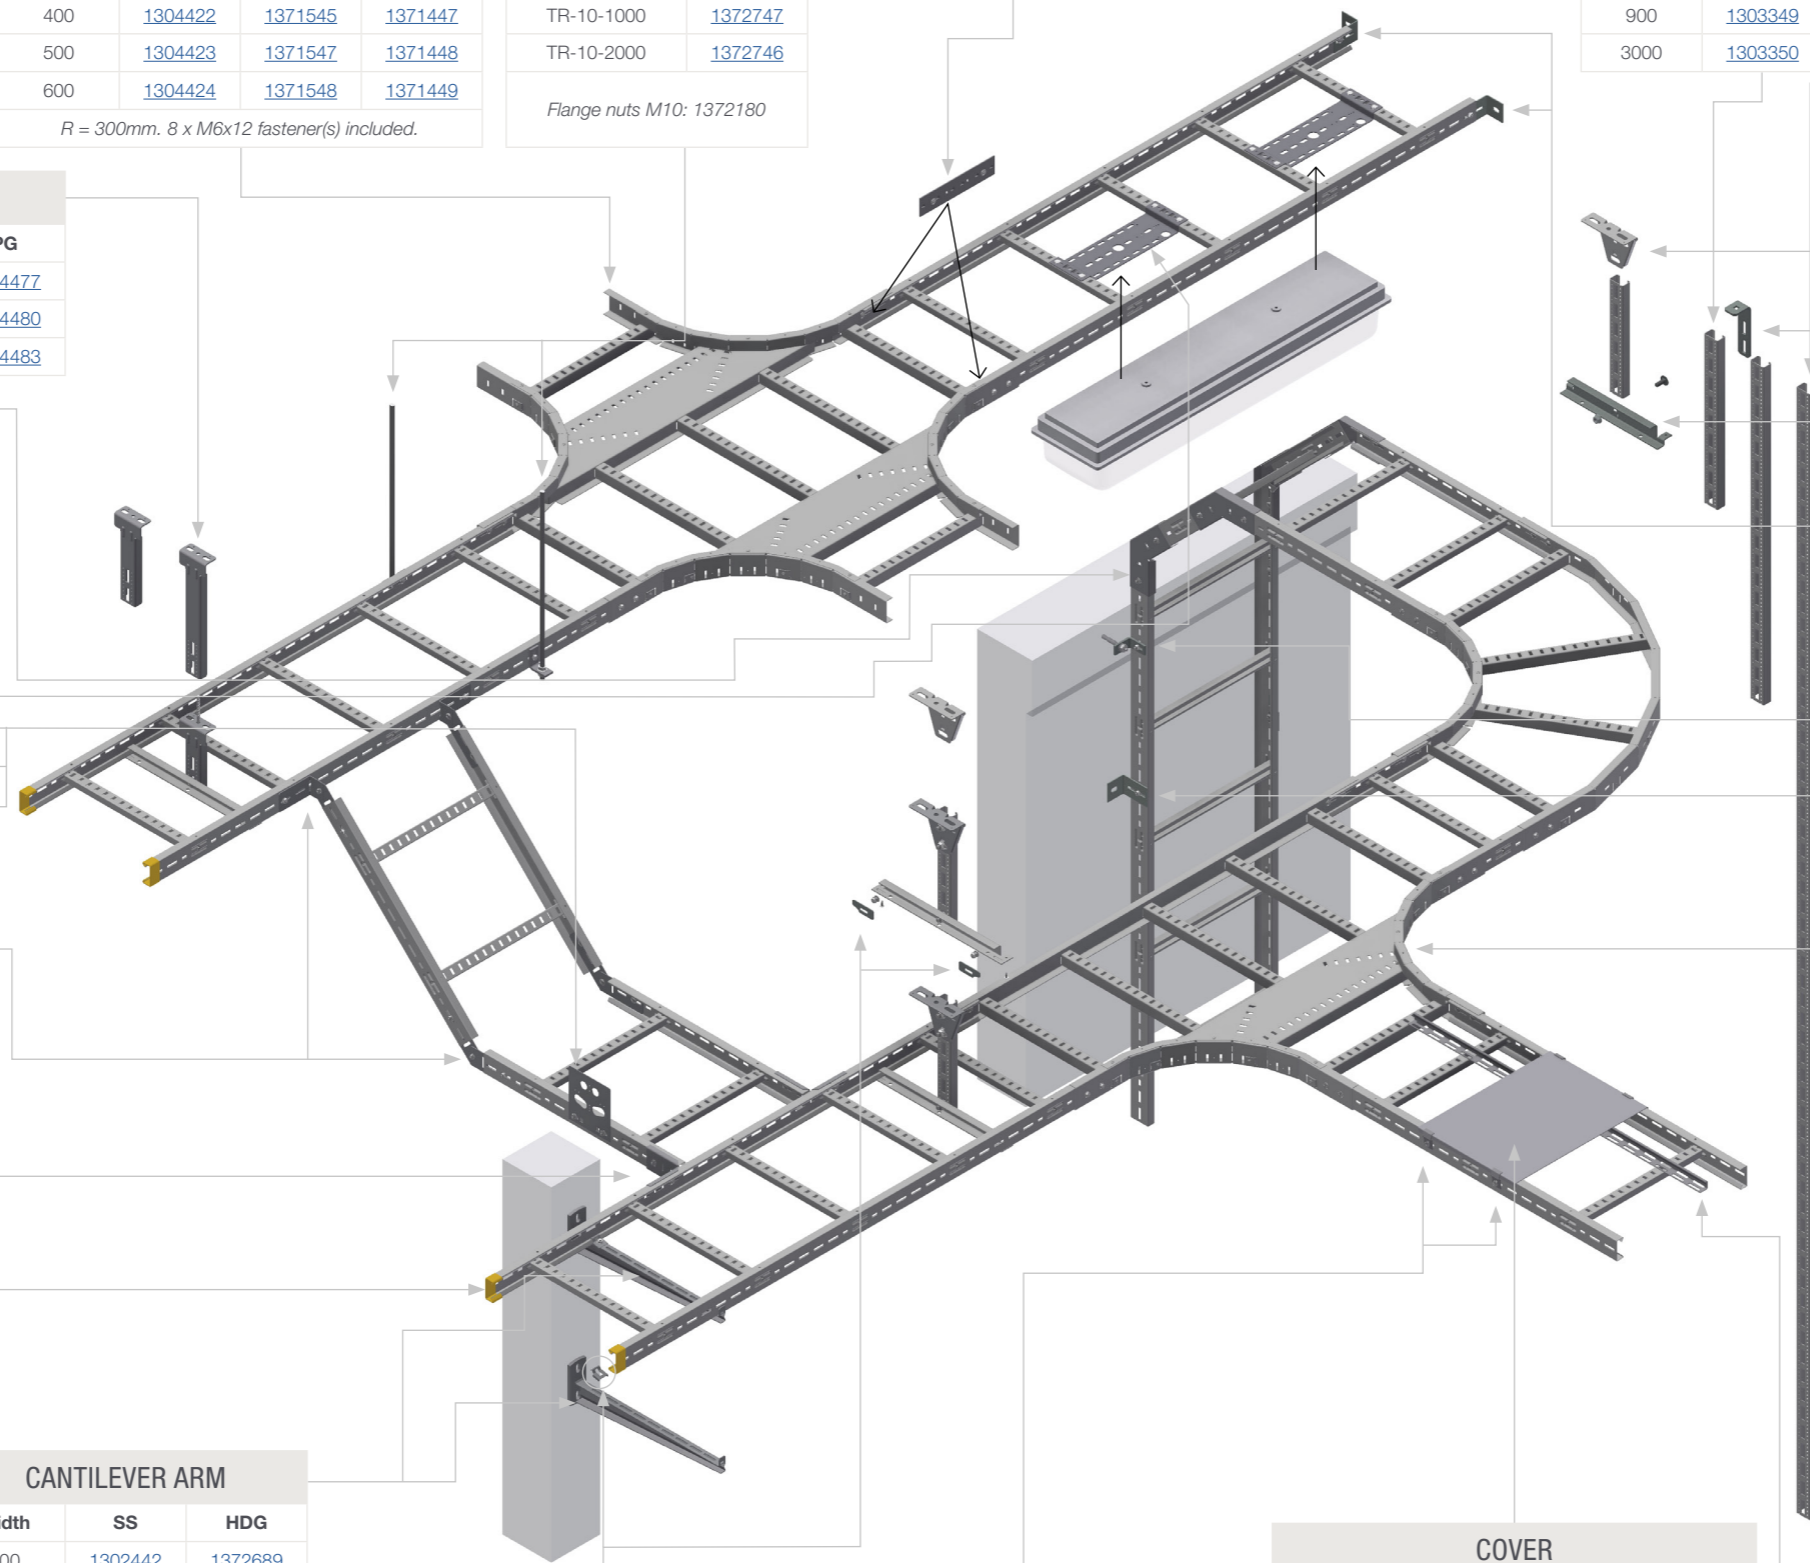 400 1304422 1371545 1371447
500 1304423 1371547 1371448
600 1304424 1371548 1371449
R = 300mm. 8 x M6x12 fastener(s) included.
TR-10-1000 1372747
TR-10-2000 1372746
Flange nuts M10: 1372180
900 1303349
3000 1303350
PG
4477
4480
4483
CANTILEVER ARM
idth SS HDG
00 1302442 1372689
COVER